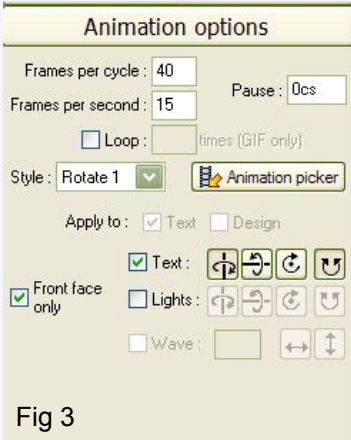 Animation options
Frames per cycle : 40
Pause : 0cs
Frames per second : 15
Loop : times (GIF only)
Style : Rotate 1 Animation picker
Apply to : Text Design
Text :
Front face only
Lights :
Wave :
Fig 3